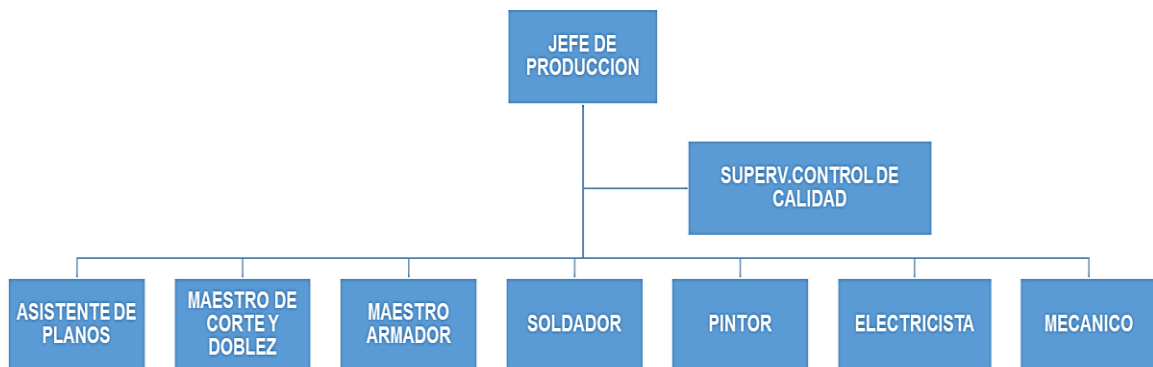 JEFE DE
PRODUCCION
SUPERV.CONTROL DE
CALIDAD
ASISTENTE DE
PLANOS
MAESTRO DE
CORTE Y
DOBLEZ
MAESTRO
ARMADOR
SOLDADOR
PINTOR
ELECTRICISTA
MECANICO